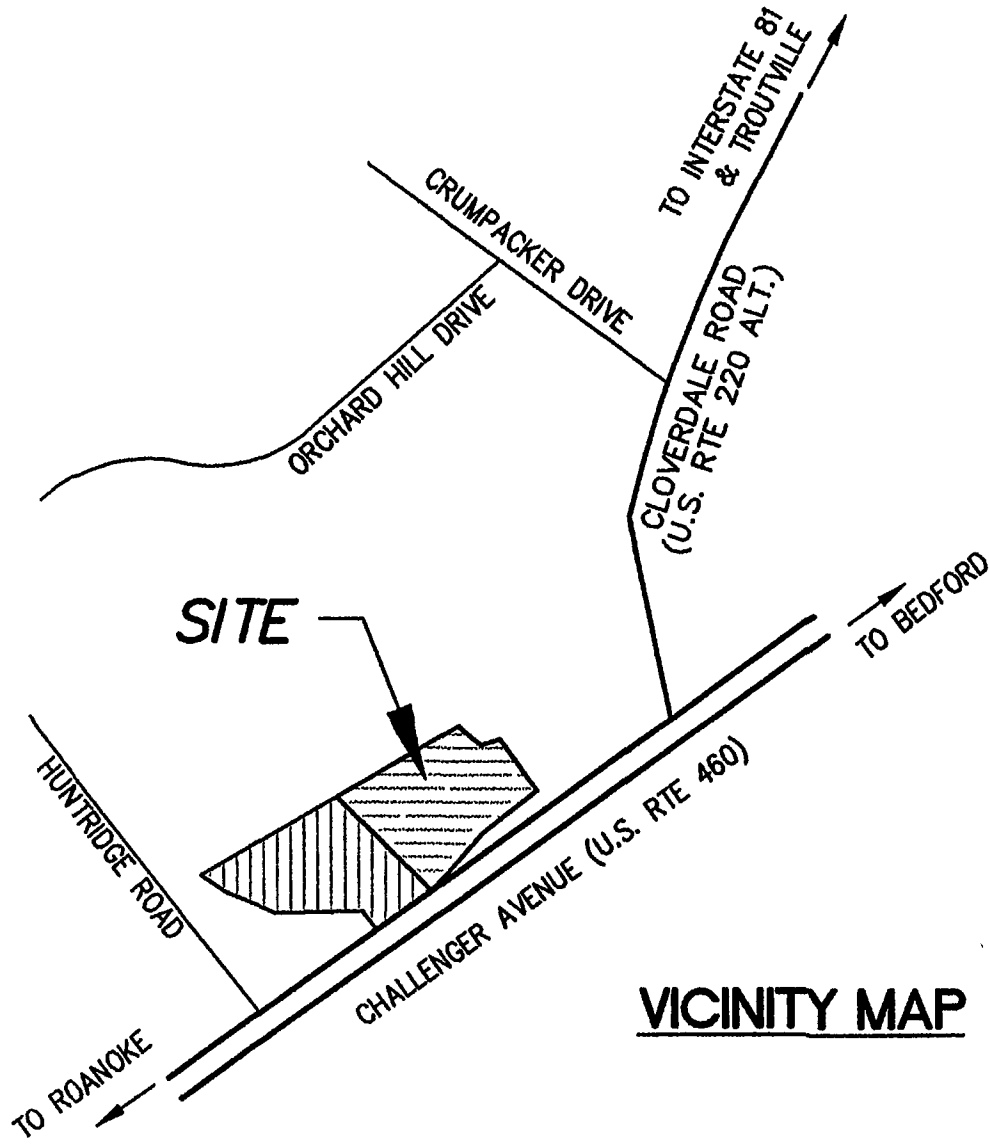 TO INTERSTATE 81
& TROUTVILLE
CRUMPACKER DRIVE
ORCHARD HILL DRIVE
CLOVERDALE ROAD
(U.S. RTE 220 ALT.)
SITE
TO BEDFORD
HUNTRIDGE ROAD
CHALLENGER AVENUE (U.S. RTE 460)
VICINITY MAP
TO ROANOKE